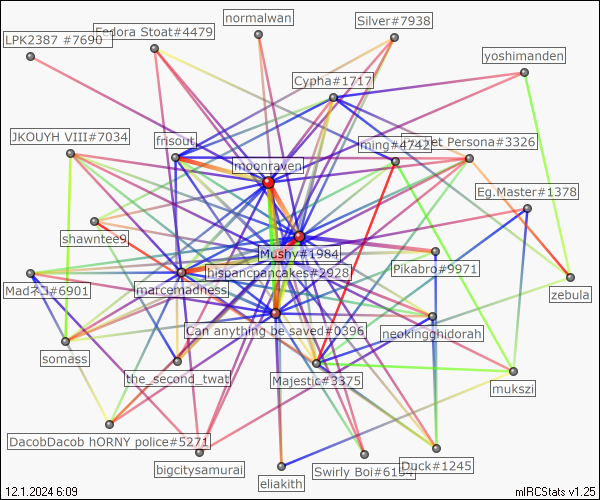 normalwan
Silver#7938
Fedora Stoat#4479
LPK2387 #7690
yoshimanden
Cypha#1717
JKOUYH VIII#7034
frisout
ming#4742
et Persona#3326
moonraven
Eg.Master#1378
shawntee9
Mushy#1984
hispancpancakes#2928
Pikabro#9971
Madネコ#6901
marcemadness
zebula
Can anything be saved#0396
neokingghidorah
somass
the_second_twat
Majestic#3375
mukszi
DacobDacob hORNY police#5271
bigcitysamurai
Swirly Boi#6154
Duck#1245
eliakith
12.1.2024 6:09
mIRCStats v1.25